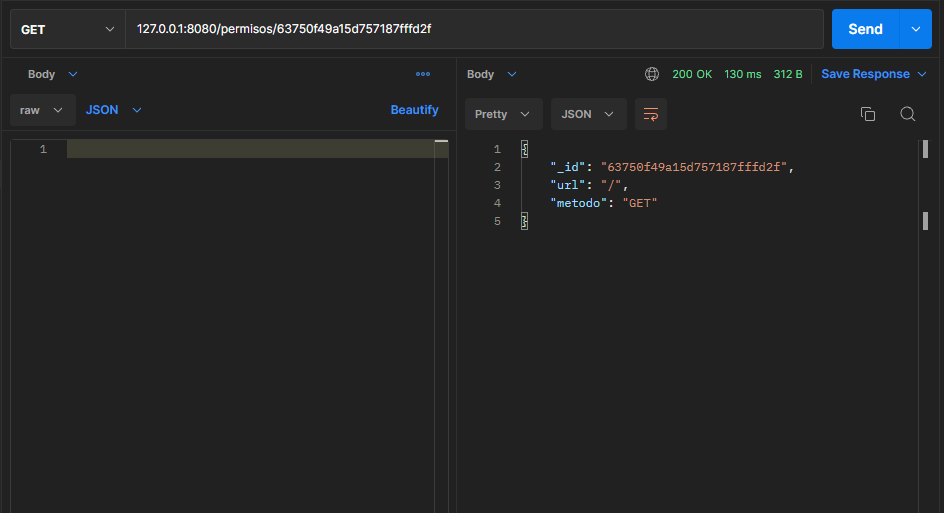 GET 127.0.0.1:8080/permisos/63750f49a15d757187fffd2f Send
Body Body 200 OK 130 ms 312 B Save Response
raw JSON Beautify Pretty JSON
1
1 {
2 "_id": "63750f49a15d757187fffd2f",
3 "url": "/",
4 "metodo": "GET"
5 }